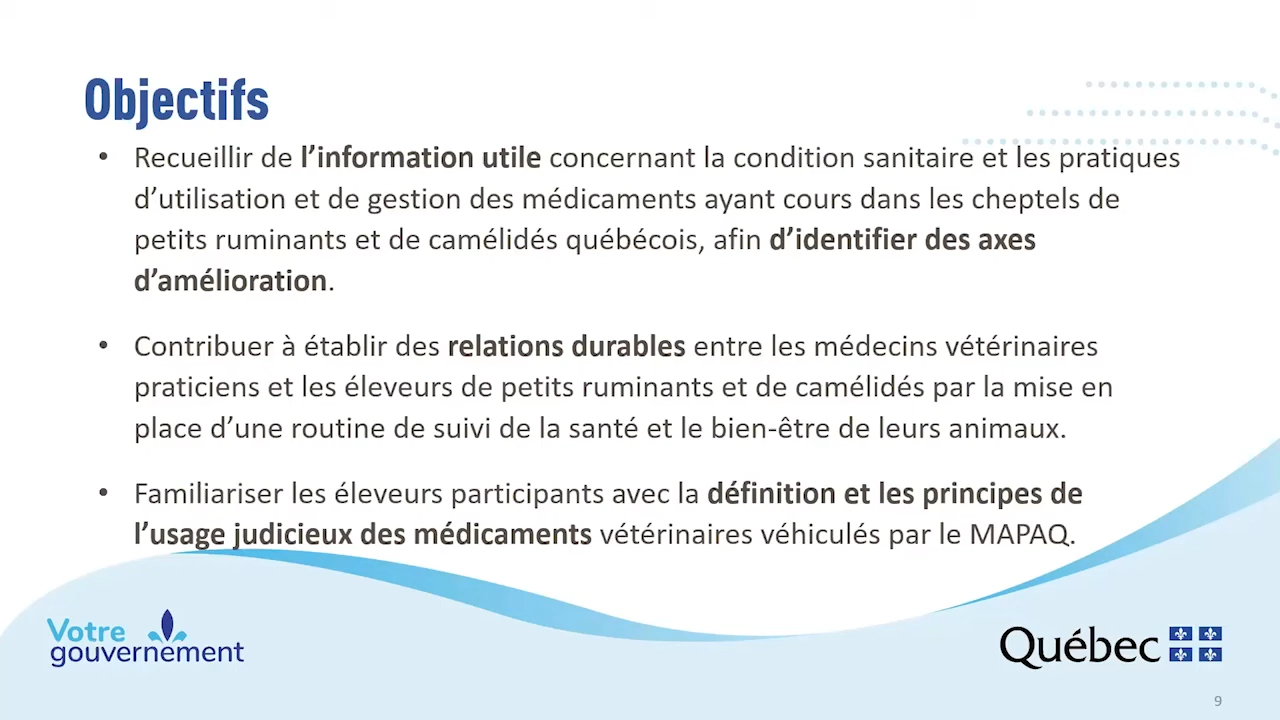 Objectifs
• Recueillir de l’information utile concernant la condition sanitaire et les pratiques
d’utilisation et de gestion des médicaments ayant cours dans les cheptels de
petits ruminants et de camélidés québécois, afin d’identifier des axes
d’amélioration.
• Contribuer à établir des relations durables entre les médecins vétérinaires
praticiens et les éleveurs de petits ruminants et de camélidés par la mise en
place d’une routine de suivi de la santé et le bien-être de leurs animaux.
• Familiariser les éleveurs participants avec la définition et les principes de
l’usage judicieux des médicaments vétérinaires véhiculés par le MAPAQ.
Votre
gouvernement
Québec
9